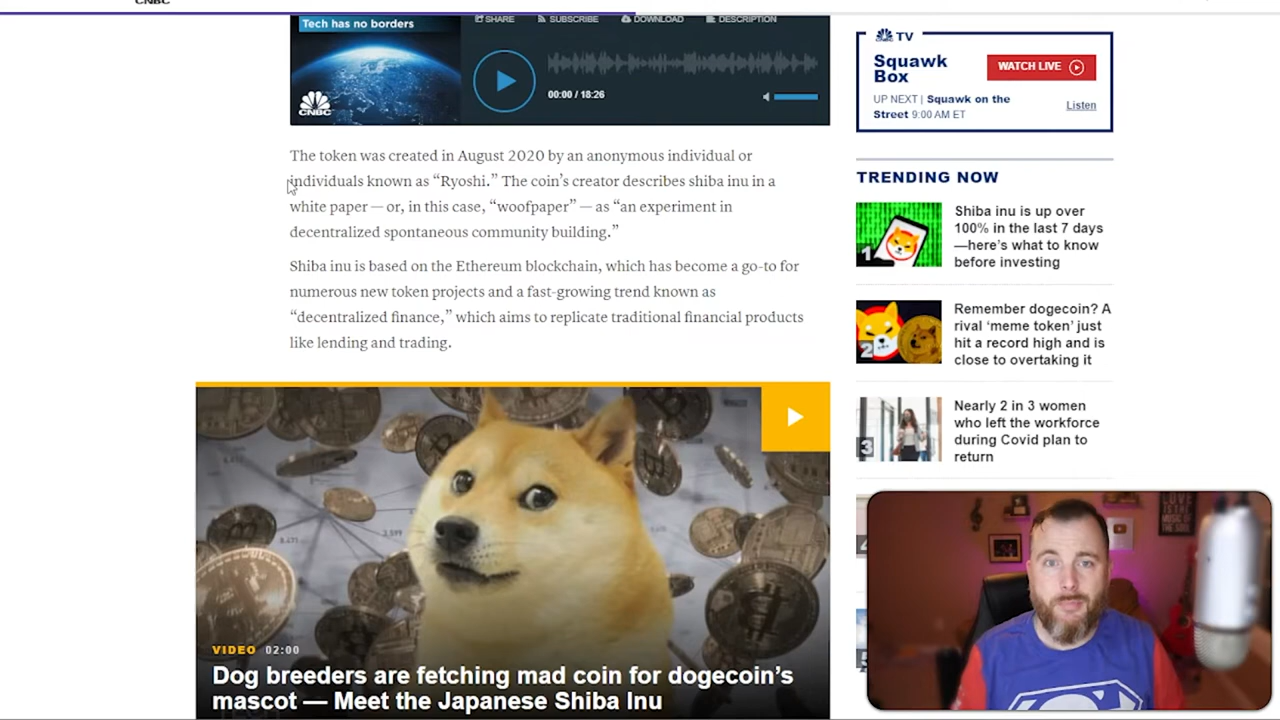 CNBC
Tech has no borders
SHARE
SUBSCRIBE
DOWNLOAD
DESCRIPTION
CNBC
00:00 / 18:26
The token was created in August 2020 by an anonymous individual or
individuals known as “Ryoshi.” The coin’s creator describes shiba inu in a
white paper — or, in this case, “woofpaper” — as “an experiment in
decentralized spontaneous community building.”
Shiba inu is based on the Ethereum blockchain, which has become a go-to for
numerous new token projects and a fast-growing trend known as
“decentralized finance,” which aims to replicate traditional financial products
like lending and trading.
VIDEO 02:00
Dog breeders are fetching mad coin for dogecoin’s
mascot — Meet the Japanese Shiba Inu
TV
Squawk
Box
WATCH LIVE
UP NEXT | Squawk on the
Street 9:00 AM ET
Listen
TRENDING NOW
1
Shiba inu is up over
100% in the last 7 days
—here’s what to know
before investing
2
Remember dogecoin? A
rival ‘meme token’ just
hit a record high and is
close to overtaking it
3
Nearly 2 in 3 women
who left the workforce
during Covid plan to
return